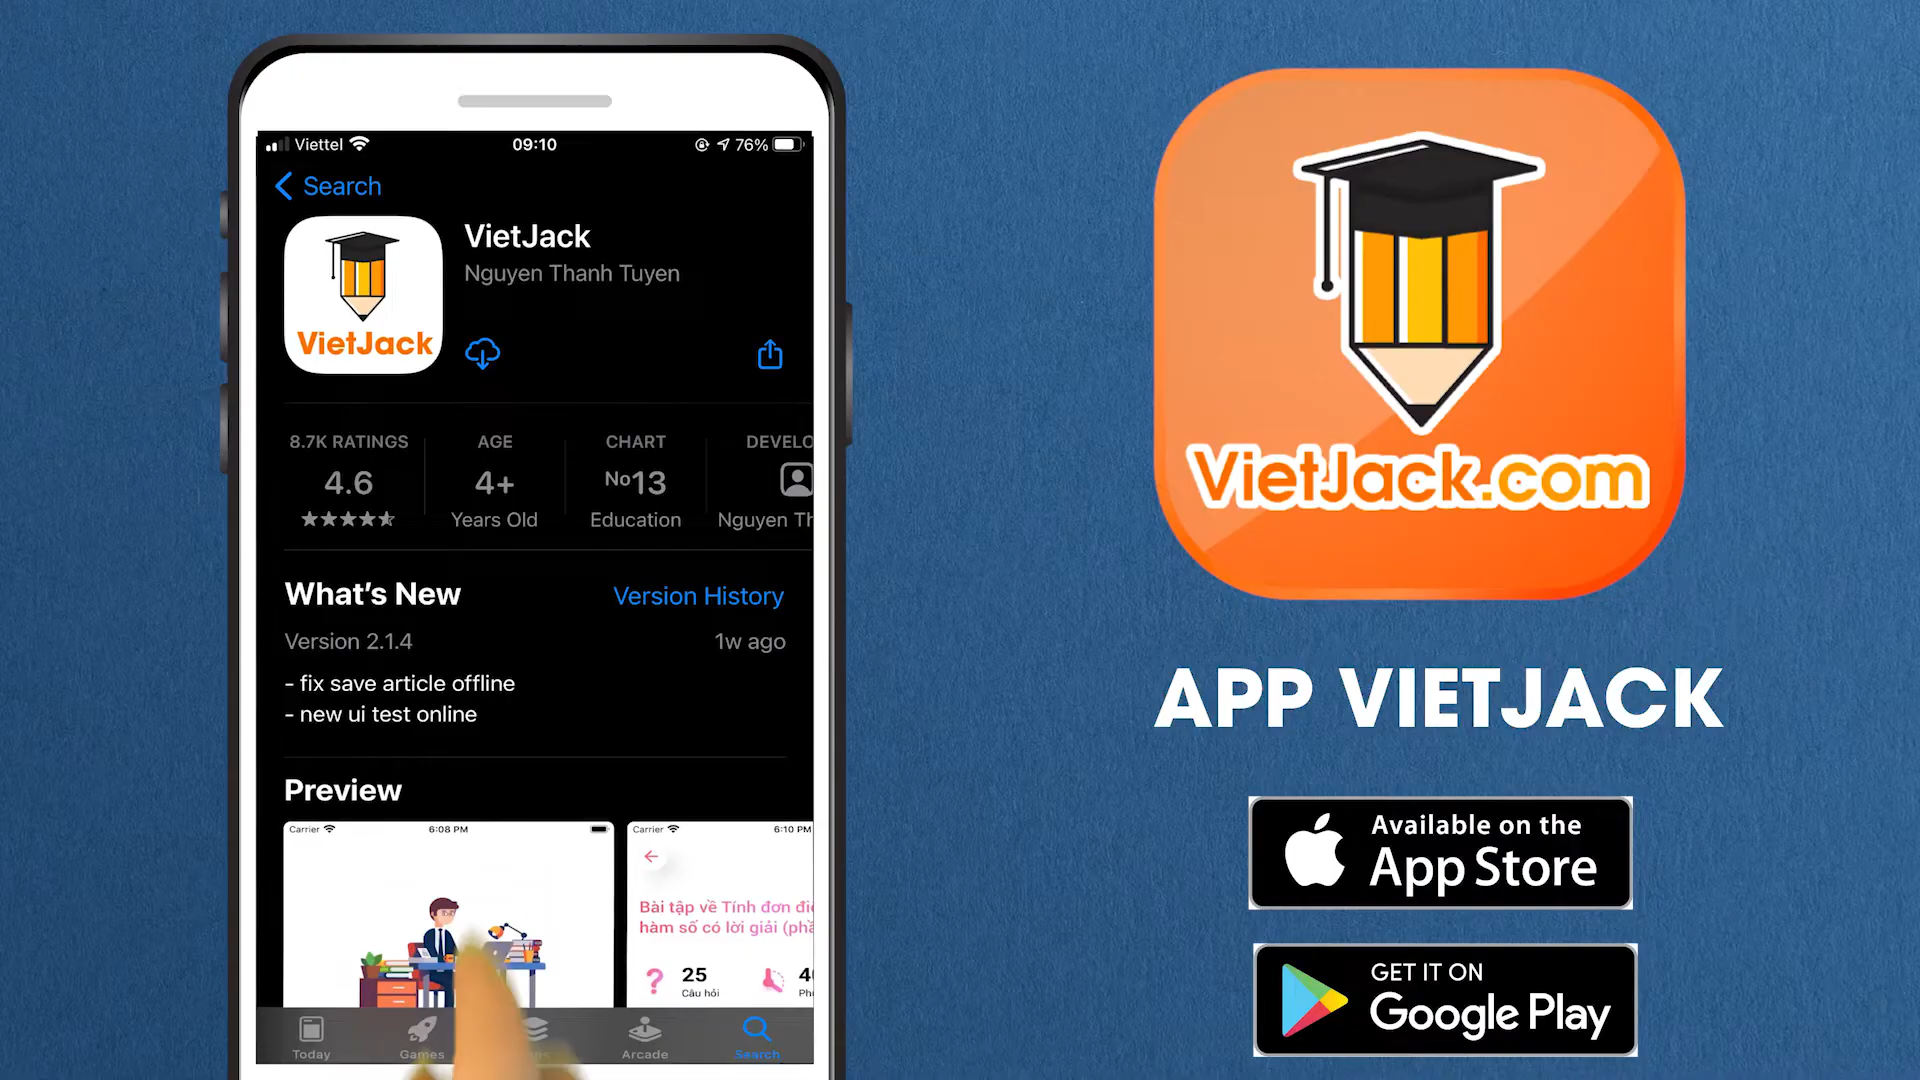 Viettel 09:10 76%
Search
VietJack
Nguyen Thanh Tuyen
VietJack
8.7K RATINGS AGE CHART DEVELO
4.6 4+ No13
Years Old Education Nguyen Th
What's New Version History
Version 2.1.4 1w ago
- fix save article offline
- new ui test online
Preview
Carrier 6:08 PM
Carrier 6:10 PM
Bài tập về Tính đơn điệ
hàm số có lời giải (phầ
25
Câu hỏi
Today Games Arcade Search
VietJack.com
APP VIETJACK
Available on the
App Store
GET IT ON
Google Play